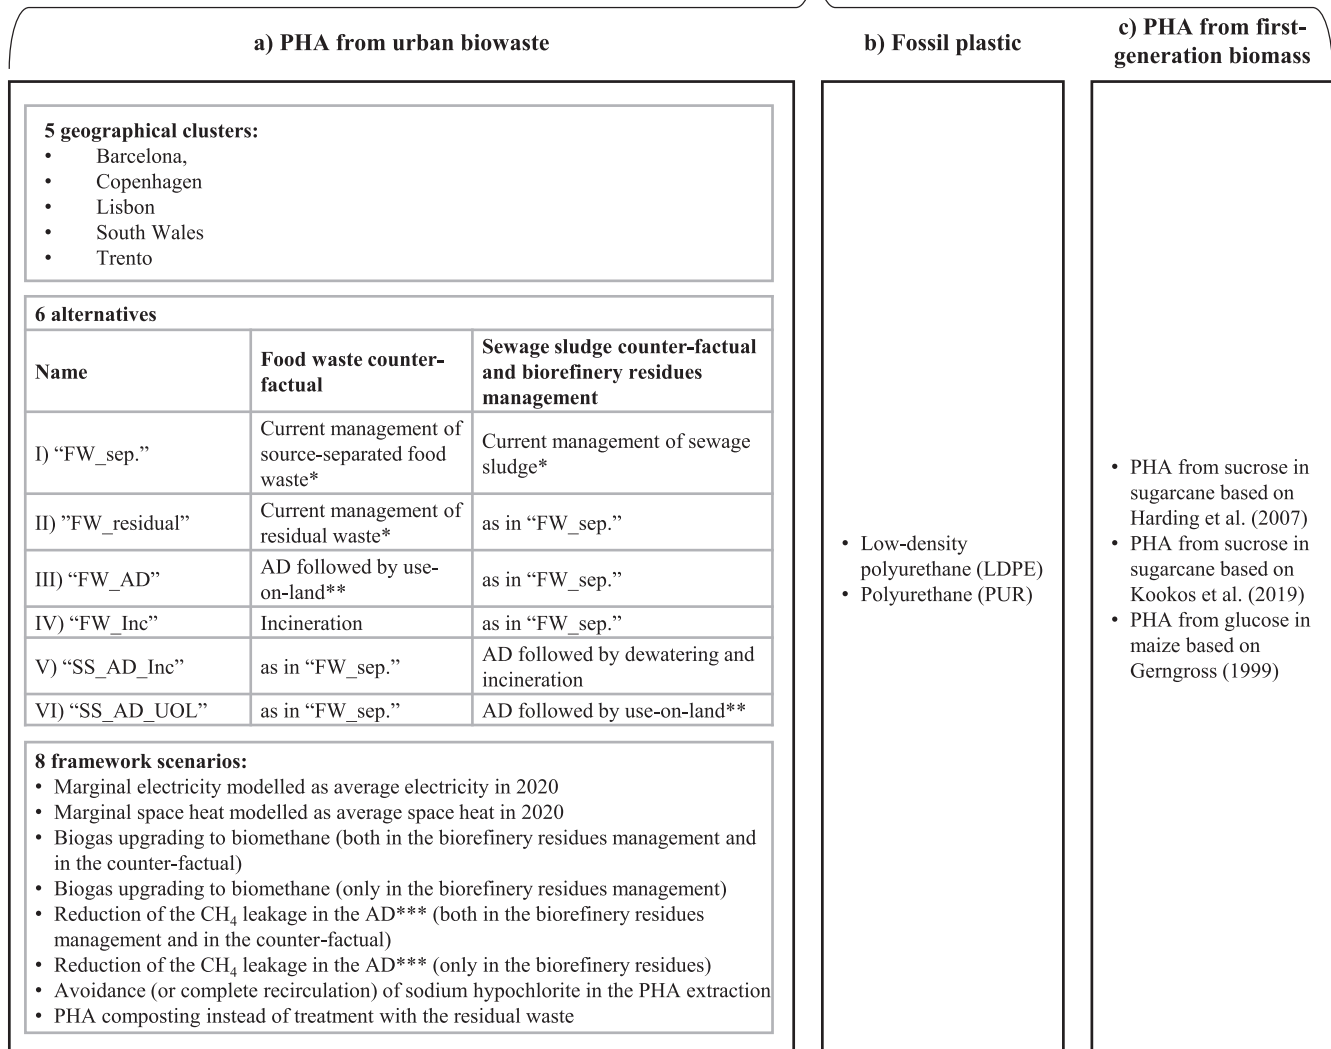 a) PHA from urban biowaste
b) Fossil plastic
c) PHA from first-
generation biomass
5 geographical clusters:
• Barcelona,
• Copenhagen
• Lisbon
• South Wales
• Trento
6 alternatives
Name
Food waste counter-
factual
Sewage sludge counter-factual
and biorefinery residues
management
I) “FW_sep.”
Current management of
source-separated food
waste*
Current management of sewage
sludge*
II) ”FW_residual”
Current management of
residual waste*
as in “FW_sep.”
III) “FW_AD”
AD followed by use-
on-land**
as in “FW_sep.”
IV) “FW_Inc”
Incineration
as in “FW_sep.”
V) “SS_AD_Inc”
as in “FW_sep.”
AD followed by dewatering and
incineration
VI) “SS_AD_UOL”
as in “FW_sep.”
AD followed by use-on-land**
8 framework scenarios:
• Marginal electricity modelled as average electricity in 2020
• Marginal space heat modelled as average space heat in 2020
• Biogas upgrading to biomethane (both in the biorefinery residues management and
in the counter-factual)
• Biogas upgrading to biomethane (only in the biorefinery residues management)
• Reduction of the CH₄ leakage in the AD*** (both in the biorefinery residues
management and in the counter-factual)
• Reduction of the CH₄ leakage in the AD*** (only in the biorefinery residues)
• Avoidance (or complete recirculation) of sodium hypochlorite in the PHA extraction
• PHA composting instead of treatment with the residual waste
• Low-density
polyurethane (LDPE)
• Polyurethane (PUR)
• PHA from sucrose in
sugarcane based on
Harding et al. (2007)
• PHA from sucrose in
sugarcane based on
Kookos et al. (2019)
• PHA from glucose in
maize based on
Gerngross (1999)